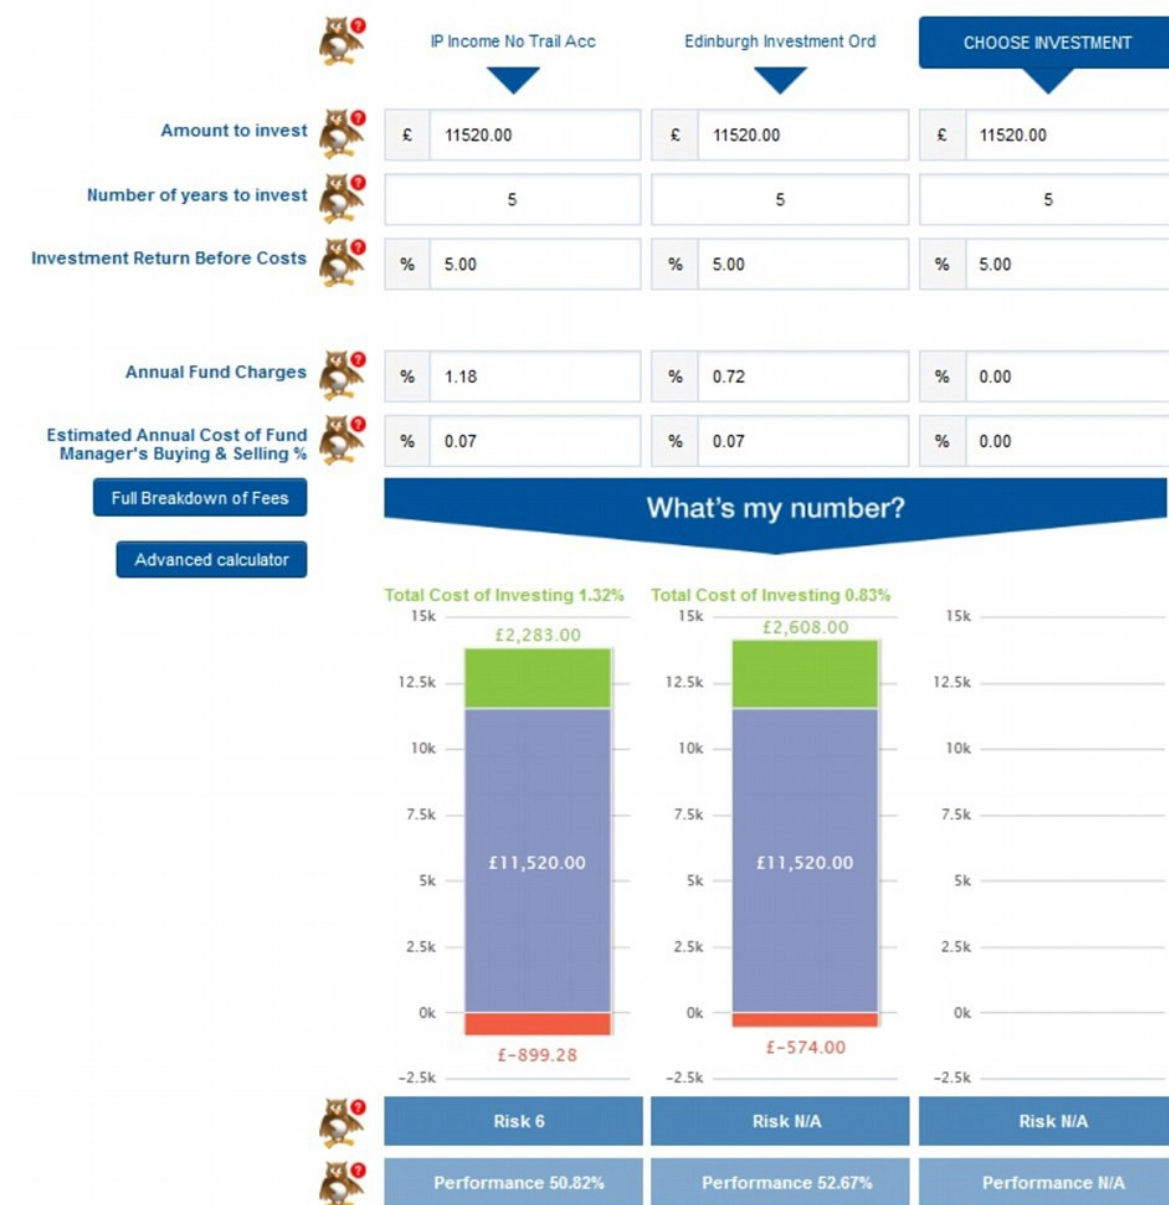 IP Income No Trail Acc
Edinburgh Investment Ord
CHOOSE INVESTMENT
Amount to invest
?
£ 11520.00
£ 11520.00
£ 11520.00
Number of years to invest
?
5
5
5
Investment Return Before Costs
?
% 5.00
% 5.00
% 5.00
Annual Fund Charges
?
% 1.18
% 0.72
% 0.00
Estimated Annual Cost of Fund
Manager's Buying & Selling %
?
% 0.07
% 0.07
% 0.00
Full Breakdown of Fees
What's my number?
Advanced calculator
Total Cost of Investing 1.32%
15k
£2,283.00
12.5k
10k
7.5k
£11,520.00
5k
2.5k
0k
£-899.28
-2.5k
Total Cost of Investing 0.83%
15k
£2,608.00
12.5k
10k
7.5k
£11,520.00
5k
2.5k
0k
£-574.00
-2.5k
15k
12.5k
10k
7.5k
5k
2.5k
0k
-2.5k
?
Risk 6
Risk N/A
Risk N/A
?
Performance 50.82%
Performance 52.67%
Performance N/A